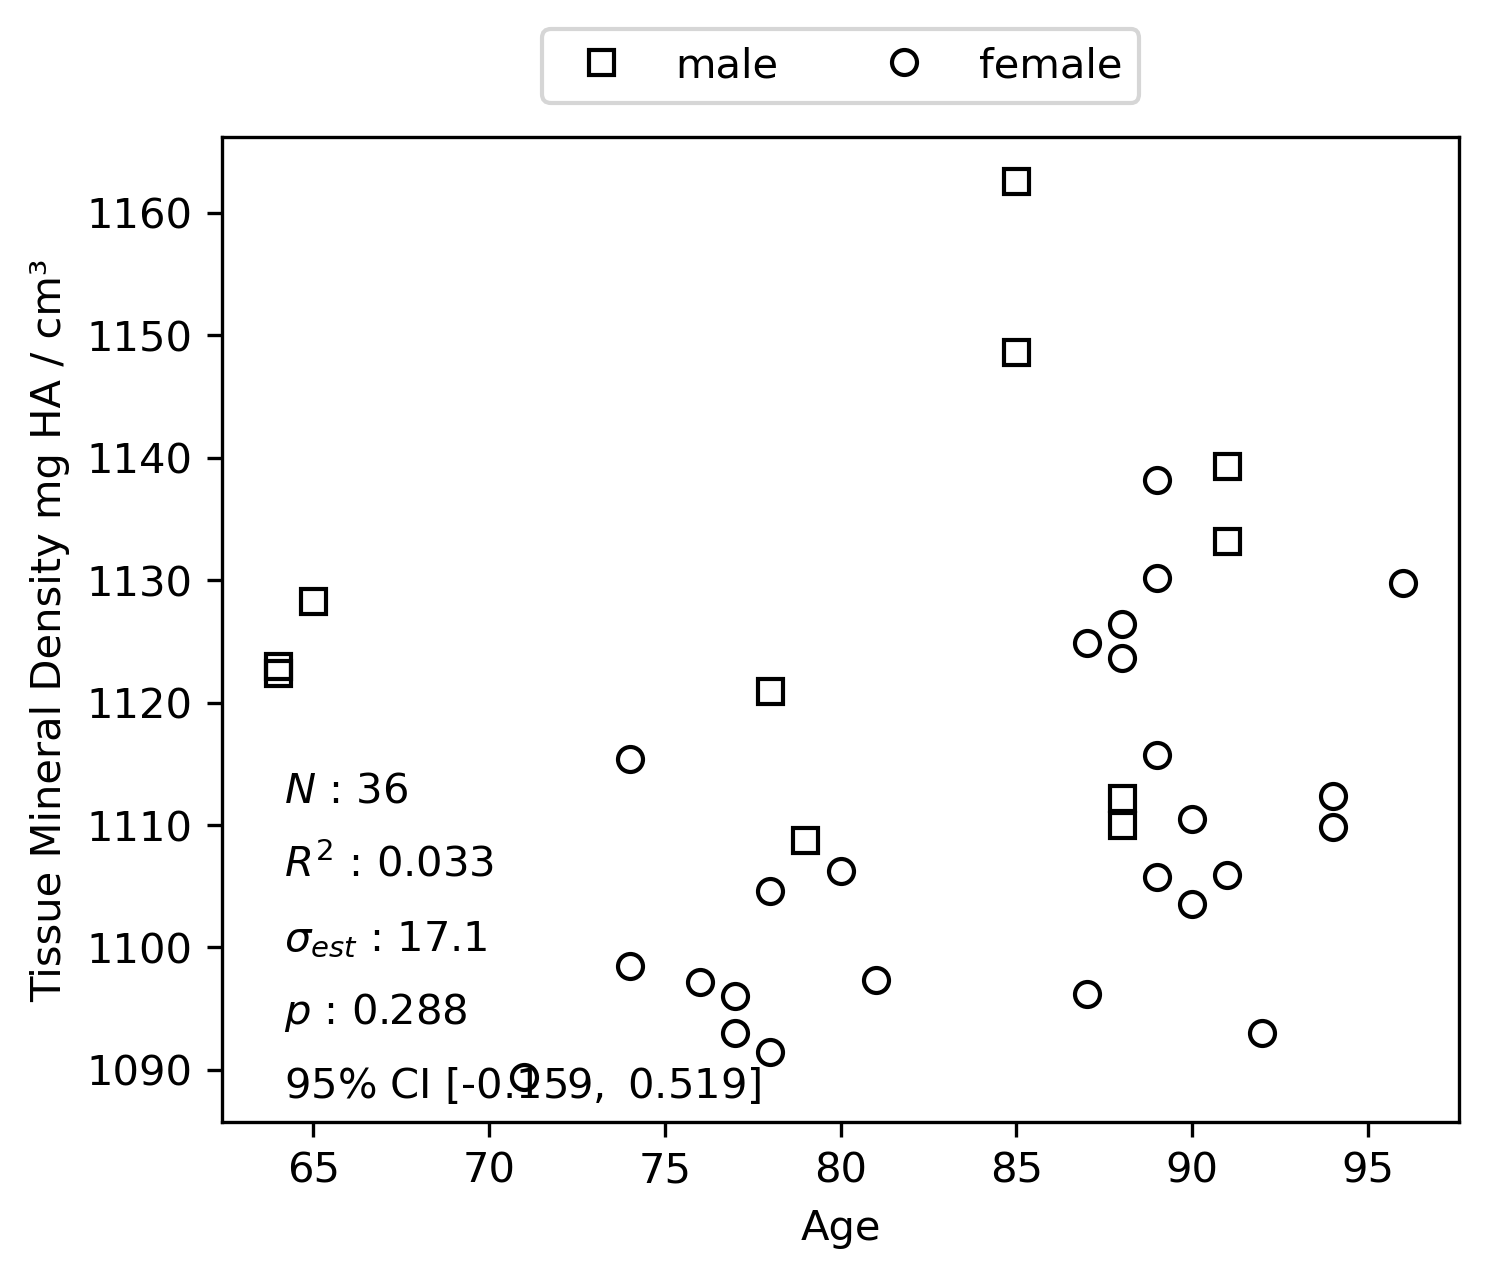 male female
1160
1150
1140
1130
1120
1110
1100
1090
Tissue Mineral Density mg HA / cm³
N : 36
R² : 0.033
σest : 17.1
p : 0.288
95% CI [-0.159, 0.519]
65 70 75 80 85 90 95
Age